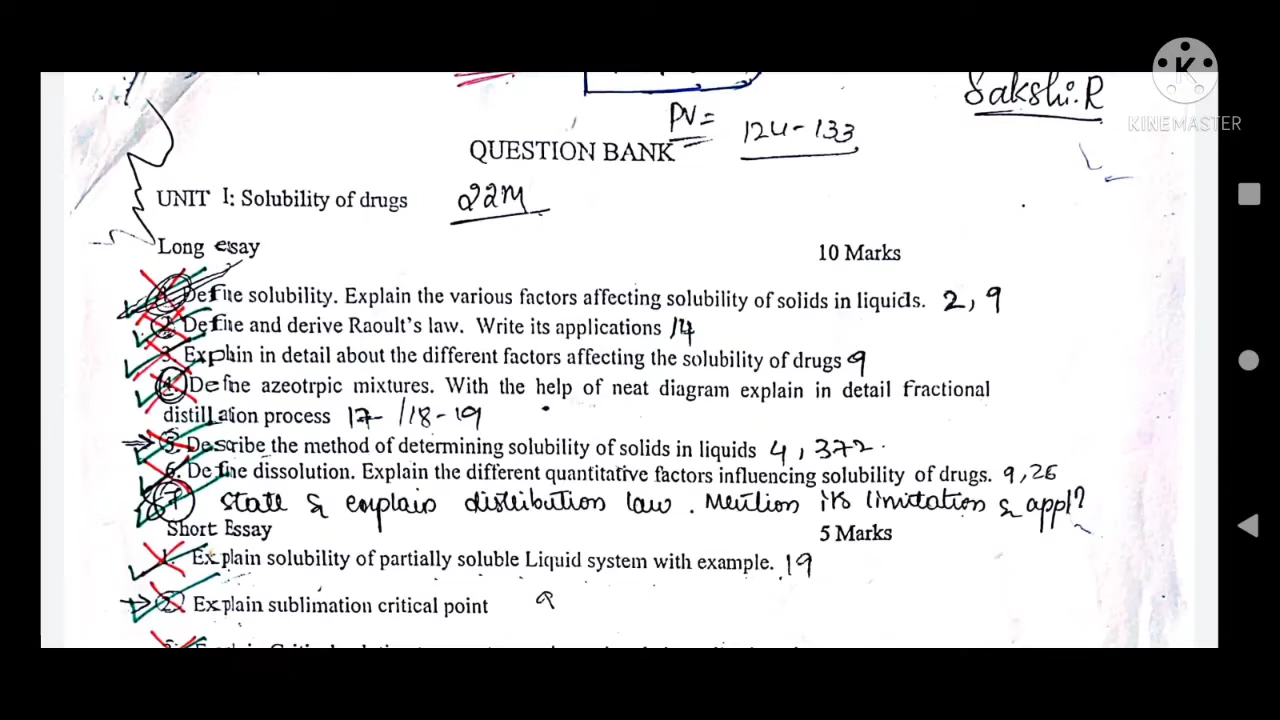 Sakshi.R
KINEMASTER
PV=
124-133
QUESTION BANK
UNIT I: Solubility of drugs 22M
Long essay 10 Marks
1. Define solubility. Explain the various factors affecting solubility of solids in liquids. 2, 9
2. Define and derive Raoult's law. Write its applications 14
3. Explain in detail about the different factors affecting the solubility of drugs 9
4. Define azeotrpic mixtures. With the help of neat diagram explain in detail fractional
distillation process 17- /18-19
5. Describe the method of determining solubility of solids in liquids 4, 372.
6. Define dissolution. Explain the different quantitative factors influencing solubility of drugs. 9,26
7 State & explain distribution law. Mention its limitation & appl?
Short Essay 5 Marks
1. Explain solubility of partially soluble Liquid system with example. 19
2. Explain sublimation critical point